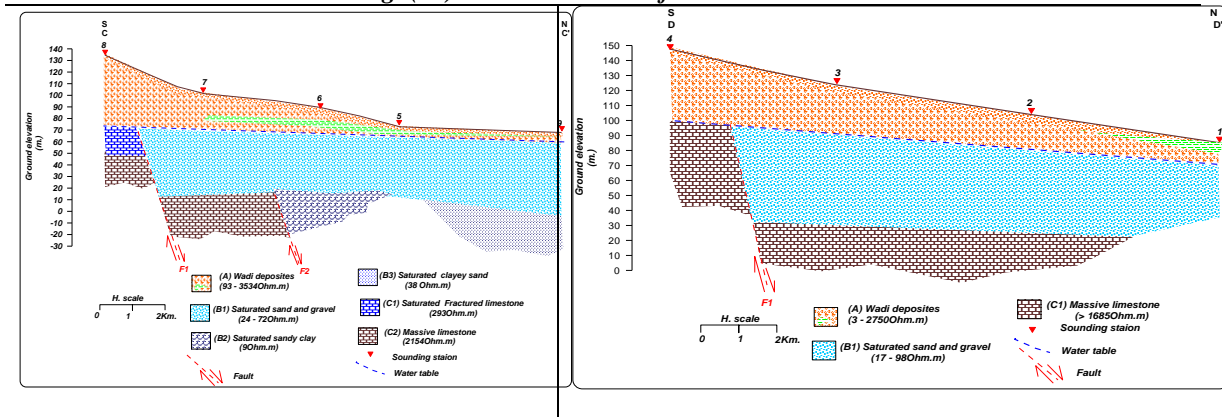 S
C
N
C'
8
7
6
5
140
130
120
110
100
90
80
70
60
50
40
30
20
10
0
-10
-20
-30
Ground elevation
(m.)
F1
F2
H. scale
0 1 2Km.
(A) Wadi deposites
(93 - 3534Ohm.m)
(B1) Saturated sand and gravel
(24 - 72Ohm.m)
(B2) Saturated sandy clay
(9Ohm.m)
Fault
(B3) Saturated clayey sand
(38 Ohm.m)
(C1) Saturated Fractured limestone
(293Ohm.m)
(C2) Massive limestone
(2154Ohm.m)
Sounding staion
Water table
S
D
N
D'
4
3
2
1
150
140
130
120
110
100
90
80
70
60
50
40
30
20
10
0
Ground elevation
(m.)
F1
H. scale
0 1 2Km.
(A) Wadi deposites
(3 - 2750Ohm.m)
(B1) Saturated sand and gravel
(17 - 98Ohm.m)
(C1) Massive limestone
(> 1685Ohm.m)
Sounding staion
Water table
Fault